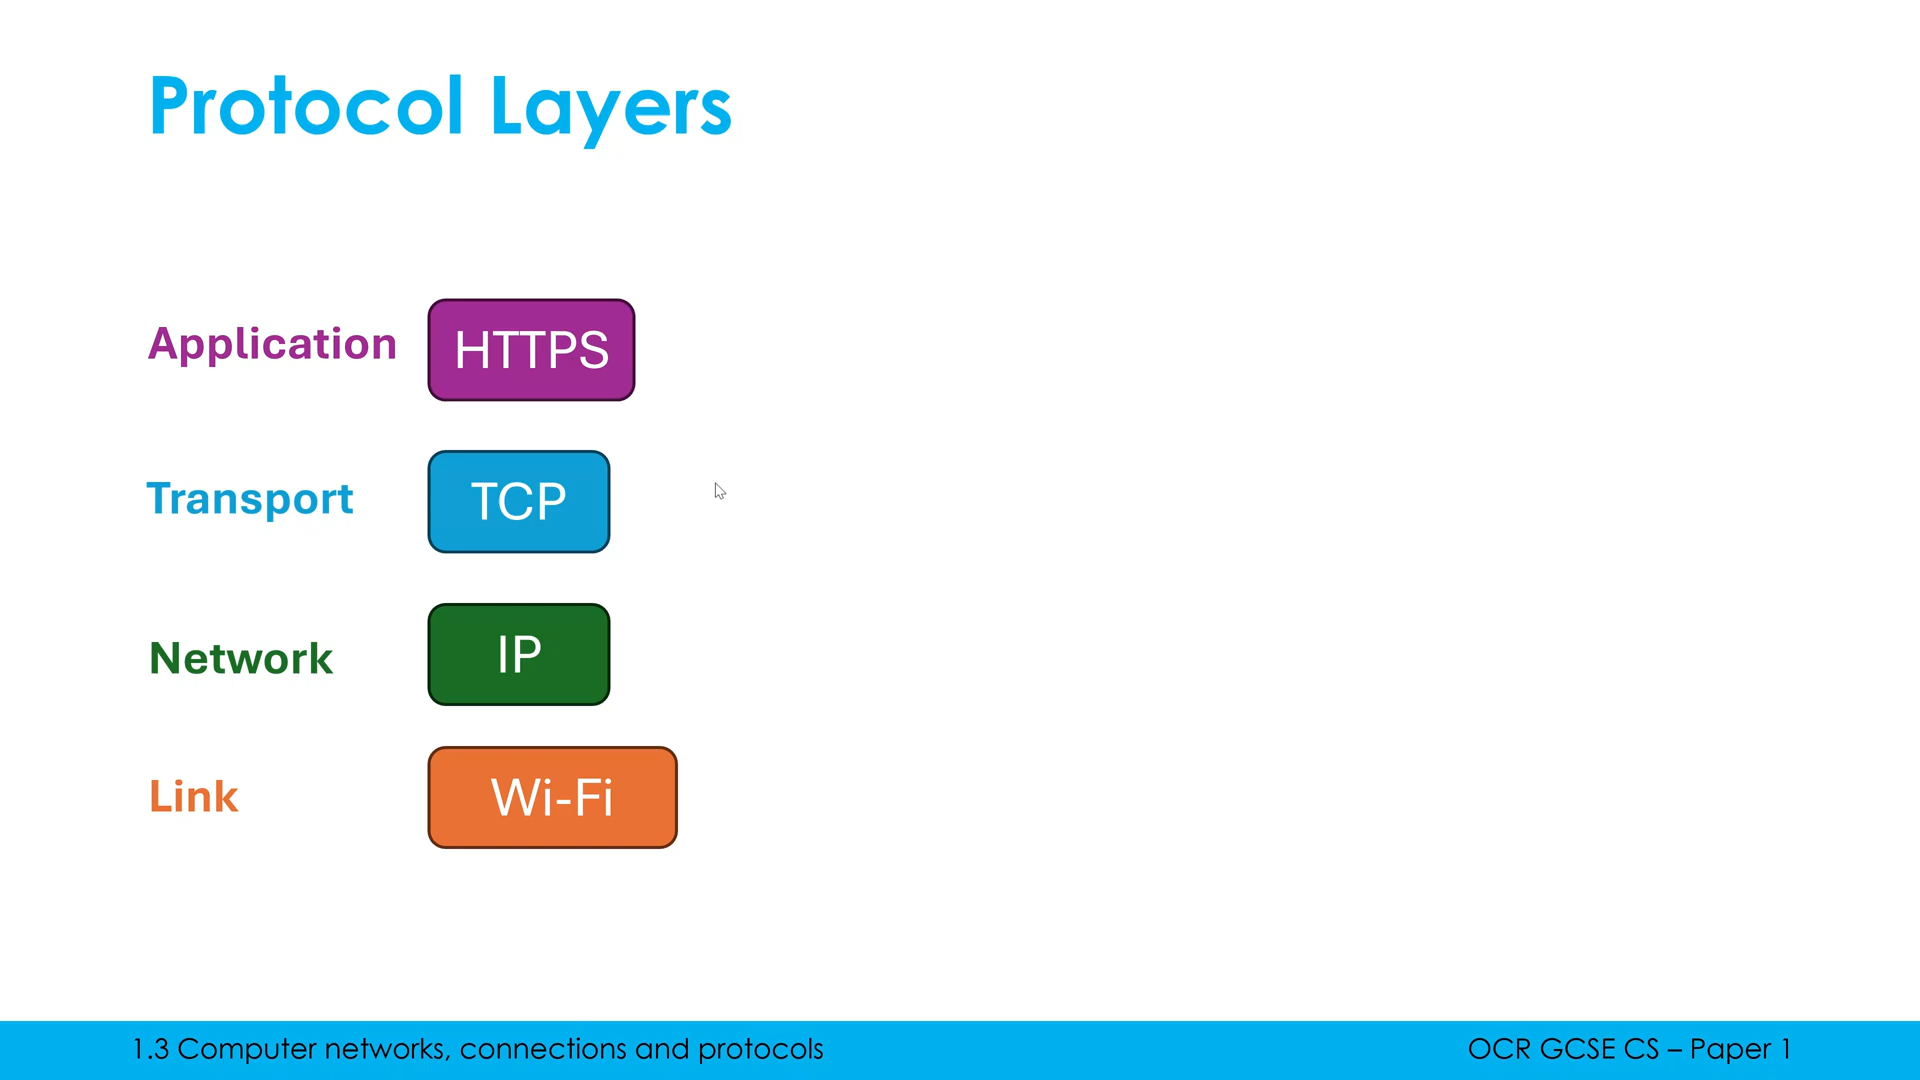 Protocol Layers
Application HTTPS
Transport TCP
Network IP
Link Wi-Fi
1.3 Computer networks, connections and protocols OCR GCSE CS – Paper 1